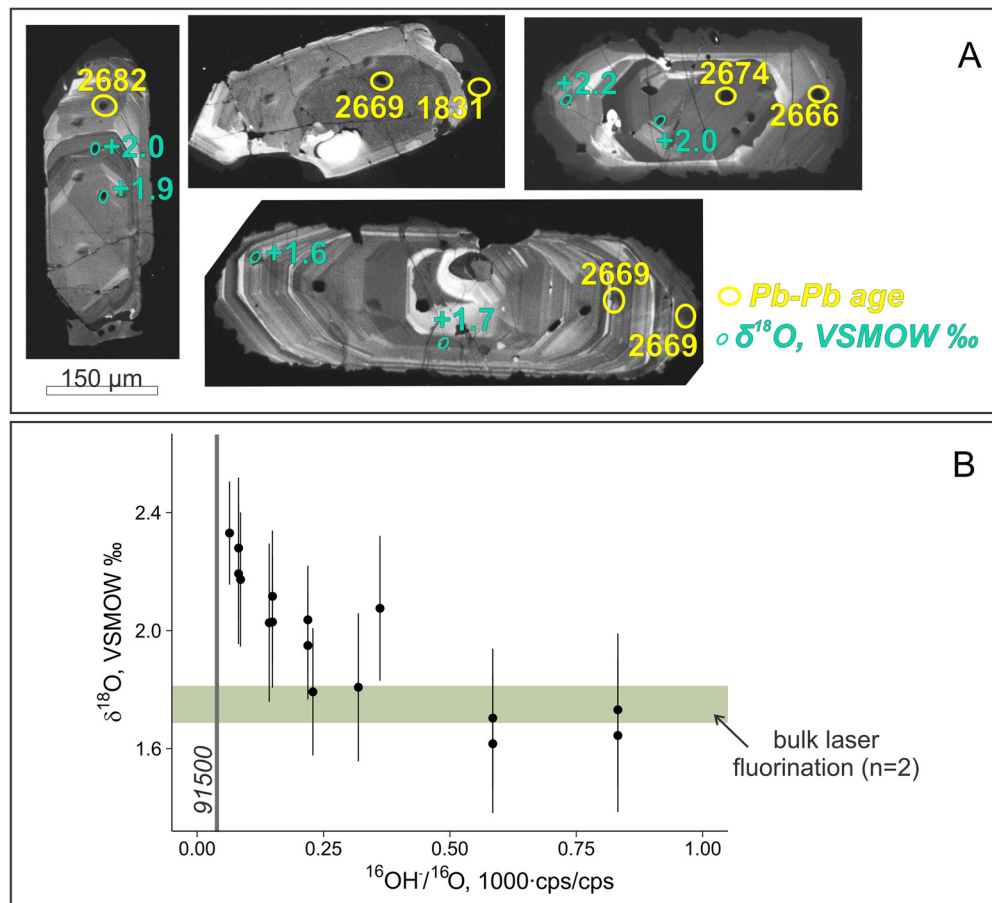 A
2682
+2.0
+1.9
2669
1831
+2.2
2674
2666
+2.0
+1.6
+1.7
2669
2669
Pb-Pb age
δ¹⁸O, VSMOW ‰
150 µm
B
δ¹⁸O, VSMOW ‰
2.4
2.0
1.6
91500
bulk laser
fluorination (n=2)
0.00
0.25
0.50
0.75
1.00
¹⁶OH⁻/¹⁶O, 1000·cps/cps